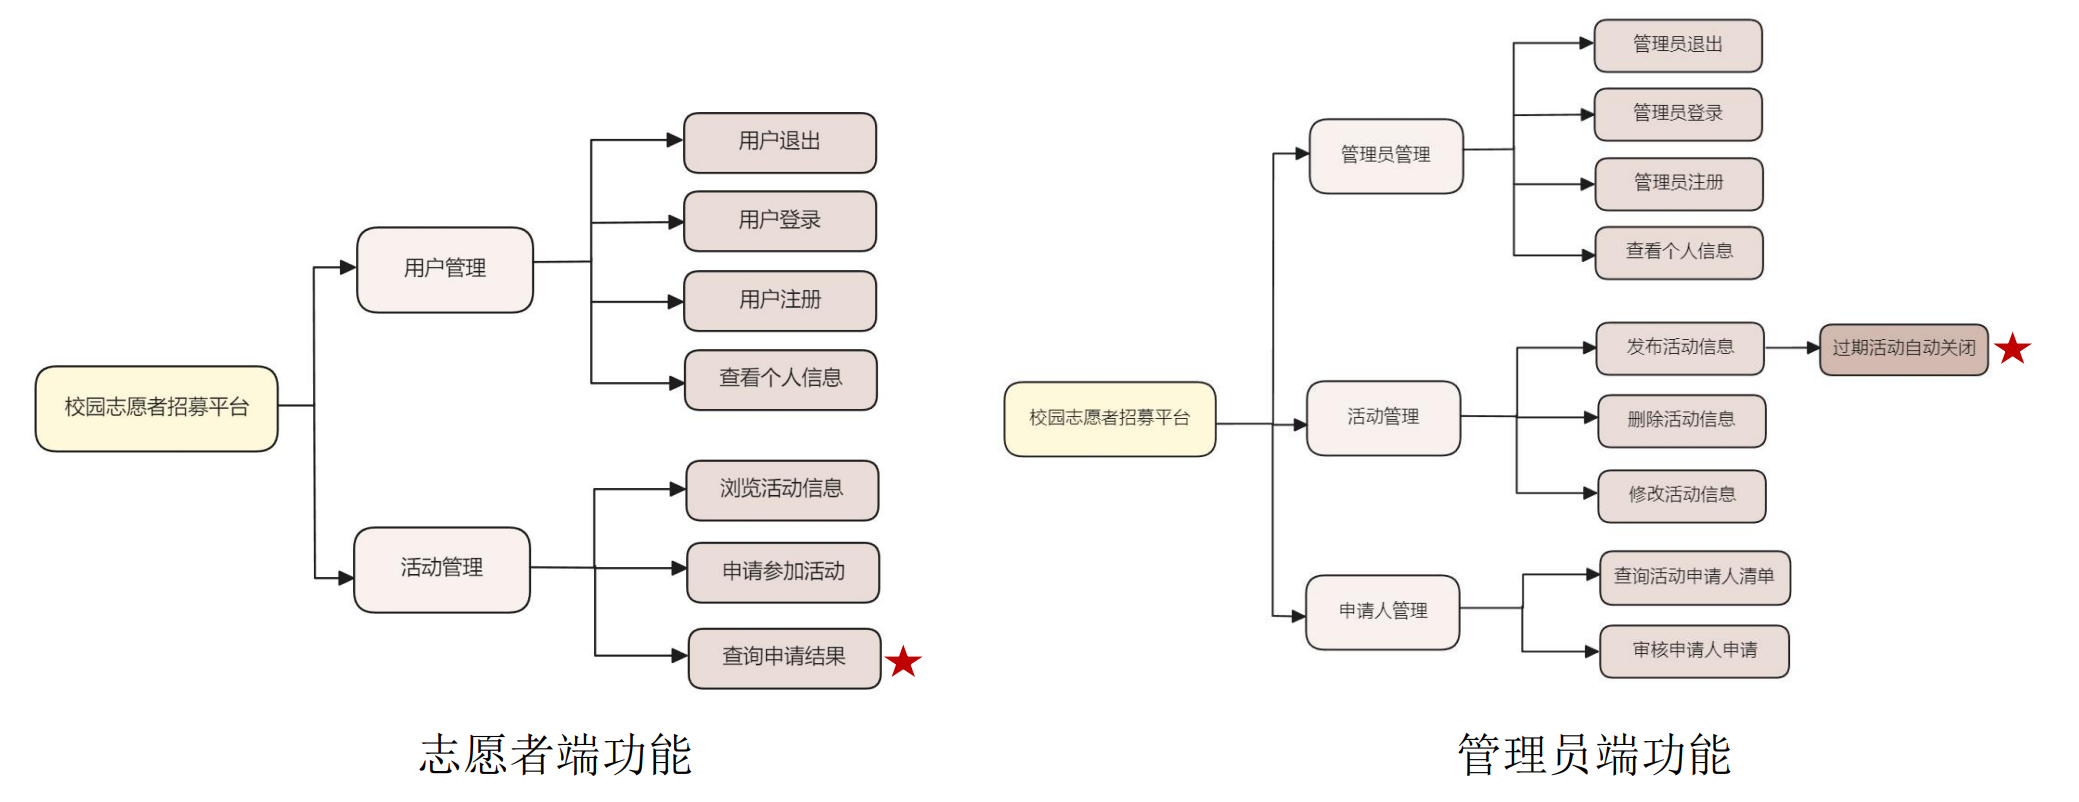 校园志愿者招募平台
用户管理
用户退出
用户登录
用户注册
查看个人信息
活动管理
浏览活动信息
申请参加活动
查询申请结果
志愿者端功能
校园志愿者招募平台
管理员管理
管理员退出
管理员登录
管理员注册
查看个人信息
活动管理
发布活动信息
过期活动自动关闭
删除活动信息
修改活动信息
申请人管理
查询活动申请人清单
审核申请人申请
管理员端功能